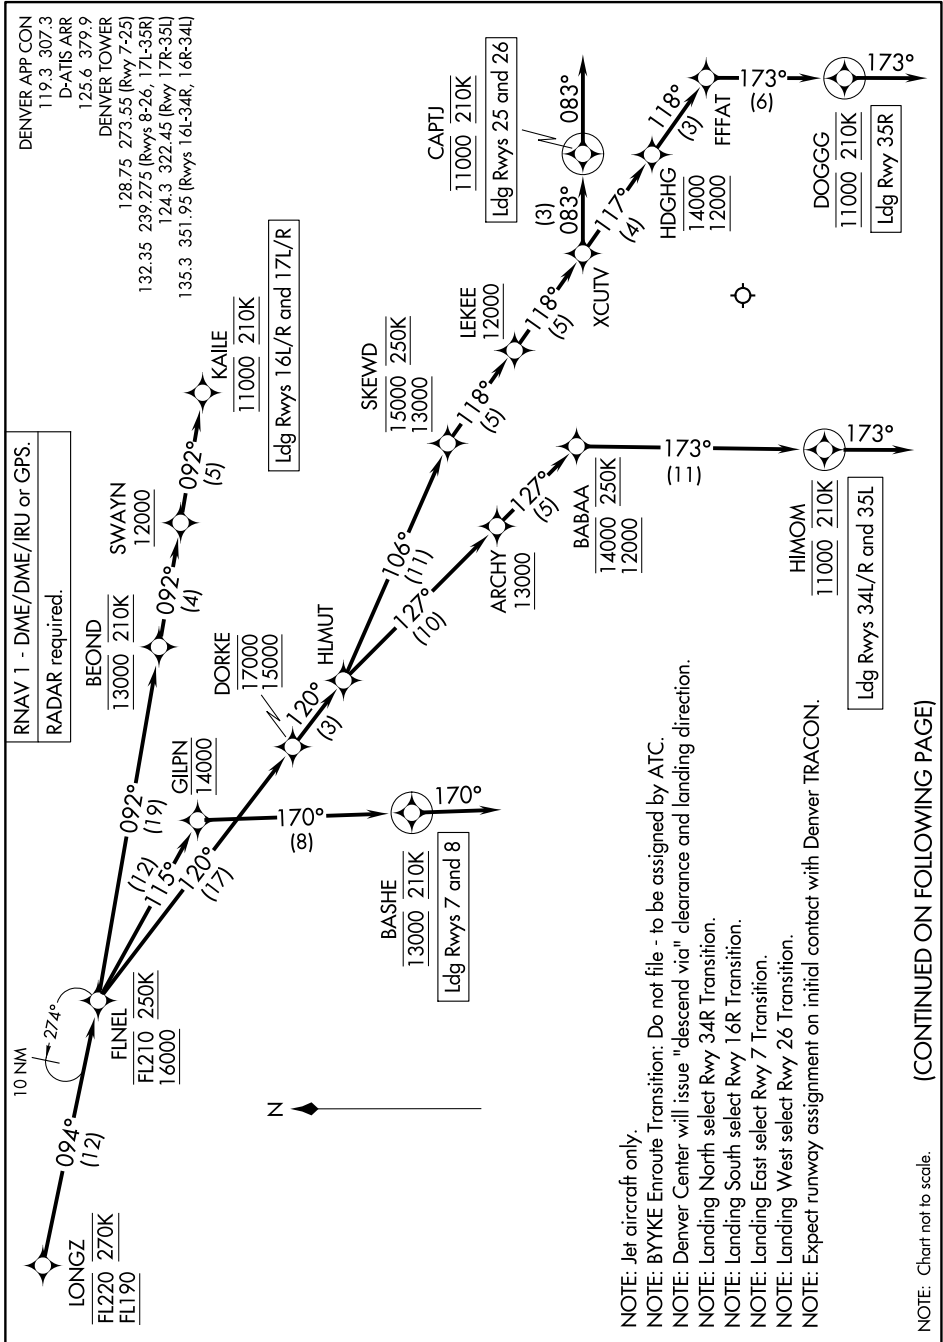 DENVER APP CON
119.3 307.3
D-ATIS ARR
125.6 379.9
DENVER TOWER
128.75 273.55 (Rwy 7-25)
132.35 239.275 (Rwys 8-26, 17L-35R)
124.3 322.45 (Rwy 17R-35L)
135.3 351.95 (Rwys 16L-34R, 16R-34L)
RNAV 1 - DME/DME/IRU or GPS.
RADAR required.
10 NM
274°
LONGZ
FL220 270K
FL190
094°
(12)
FLNEL
FL210 250K
16000
092°
(19)
BEOND
13000 210K
092°
(4)
SWAYN
12000
092°
(5)
KAILE
11000 210K
Ldg Rwys 16L/R and 17L/R
(12)
115°
GILPN
14000
170°
(8)
BASHE
13000 210K
170°
Ldg Rwys 7 and 8
120°
(17)
DORKE
17000
15000
120°
(3)
HLMUT
106°
(11)
SKEWD
15000 250K
13000
118°
(5)
LEKEE
12000
118°
(5)
XCUTV
(3)
083°
CAPTJ
11000 210K
Ldg Rwys 25 and 26
083°
117°
(4)
HDGHG
14000
12000
118°
(3)
FFFAT
173°
(6)
DOGGG
11000 210K
Ldg Rwy 35R
173°
127°
(10)
ARCHY
13000
127°
(5)
BABAA
14000 250K
12000
173°
(11)
HIMOM
11000 210K
Ldg Rwys 34L/R and 35L
173°
N
NOTE: Jet aircraft only.
NOTE: BYYKE Enroute Transition: Do not file - to be assigned by ATC.
NOTE: Denver Center will issue "descend via" clearance and landing direction.
NOTE: Landing North select Rwy 34R Transition.
NOTE: Landing South select Rwy 16R Transition.
NOTE: Landing East select Rwy 7 Transition.
NOTE: Landing West select Rwy 26 Transition.
NOTE: Expect runway assignment on initial contact with Denver TRACON.
NOTE: Chart not to scale.
(CONTINUED ON FOLLOWING PAGE)